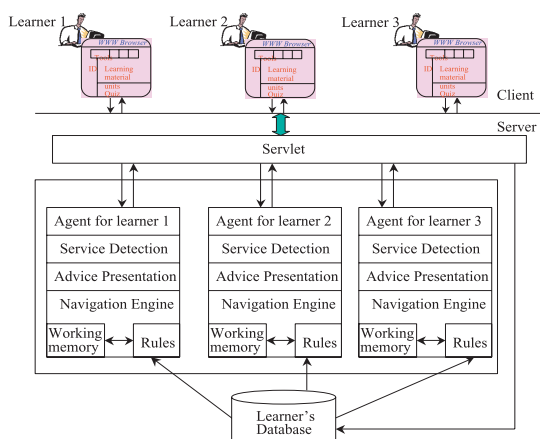 Learner 1
Learner 2
Learner 3
WWW Browser
Tools
ID Learning
material
units
Quiz
WWW Browser
Tools
ID Learning
material
units
Quiz
WWW Browser
Tools
ID Learning
material
units
Quiz
Client
Server
Servlet
Agent for learner 1
Service Detection
Advice Presentation
Navigation Engine
Working
memory
Rules
Agent for learner 2
Service Detection
Advice Presentation
Navigation Engine
Working
memory
Rules
Agent for learner 3
Service Detection
Advice Presentation
Navigation Engine
Working
memory
Rules
Learner's
Database